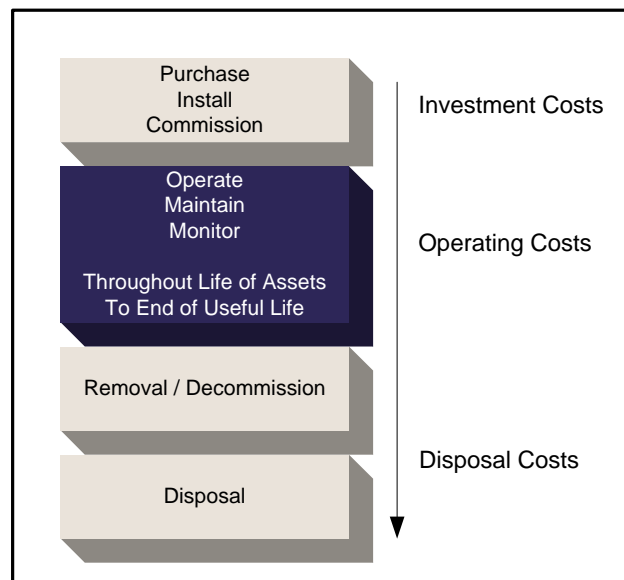 Purchase
Install
Commission
Investment Costs
Operate
Maintain
Monitor
Throughout Life of Assets
To End of Useful Life
Operating Costs
Removal / Decommission
Disposal Costs
Disposal